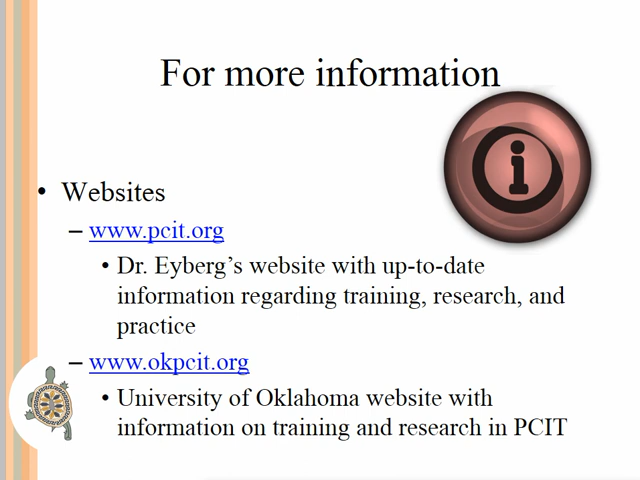 For more information
i
• Websites
– www.pcit.org
• Dr. Eyberg’s website with up-to-date
information regarding training, research, and
practice
– www.okpcit.org
• University of Oklahoma website with
information on training and research in PCIT